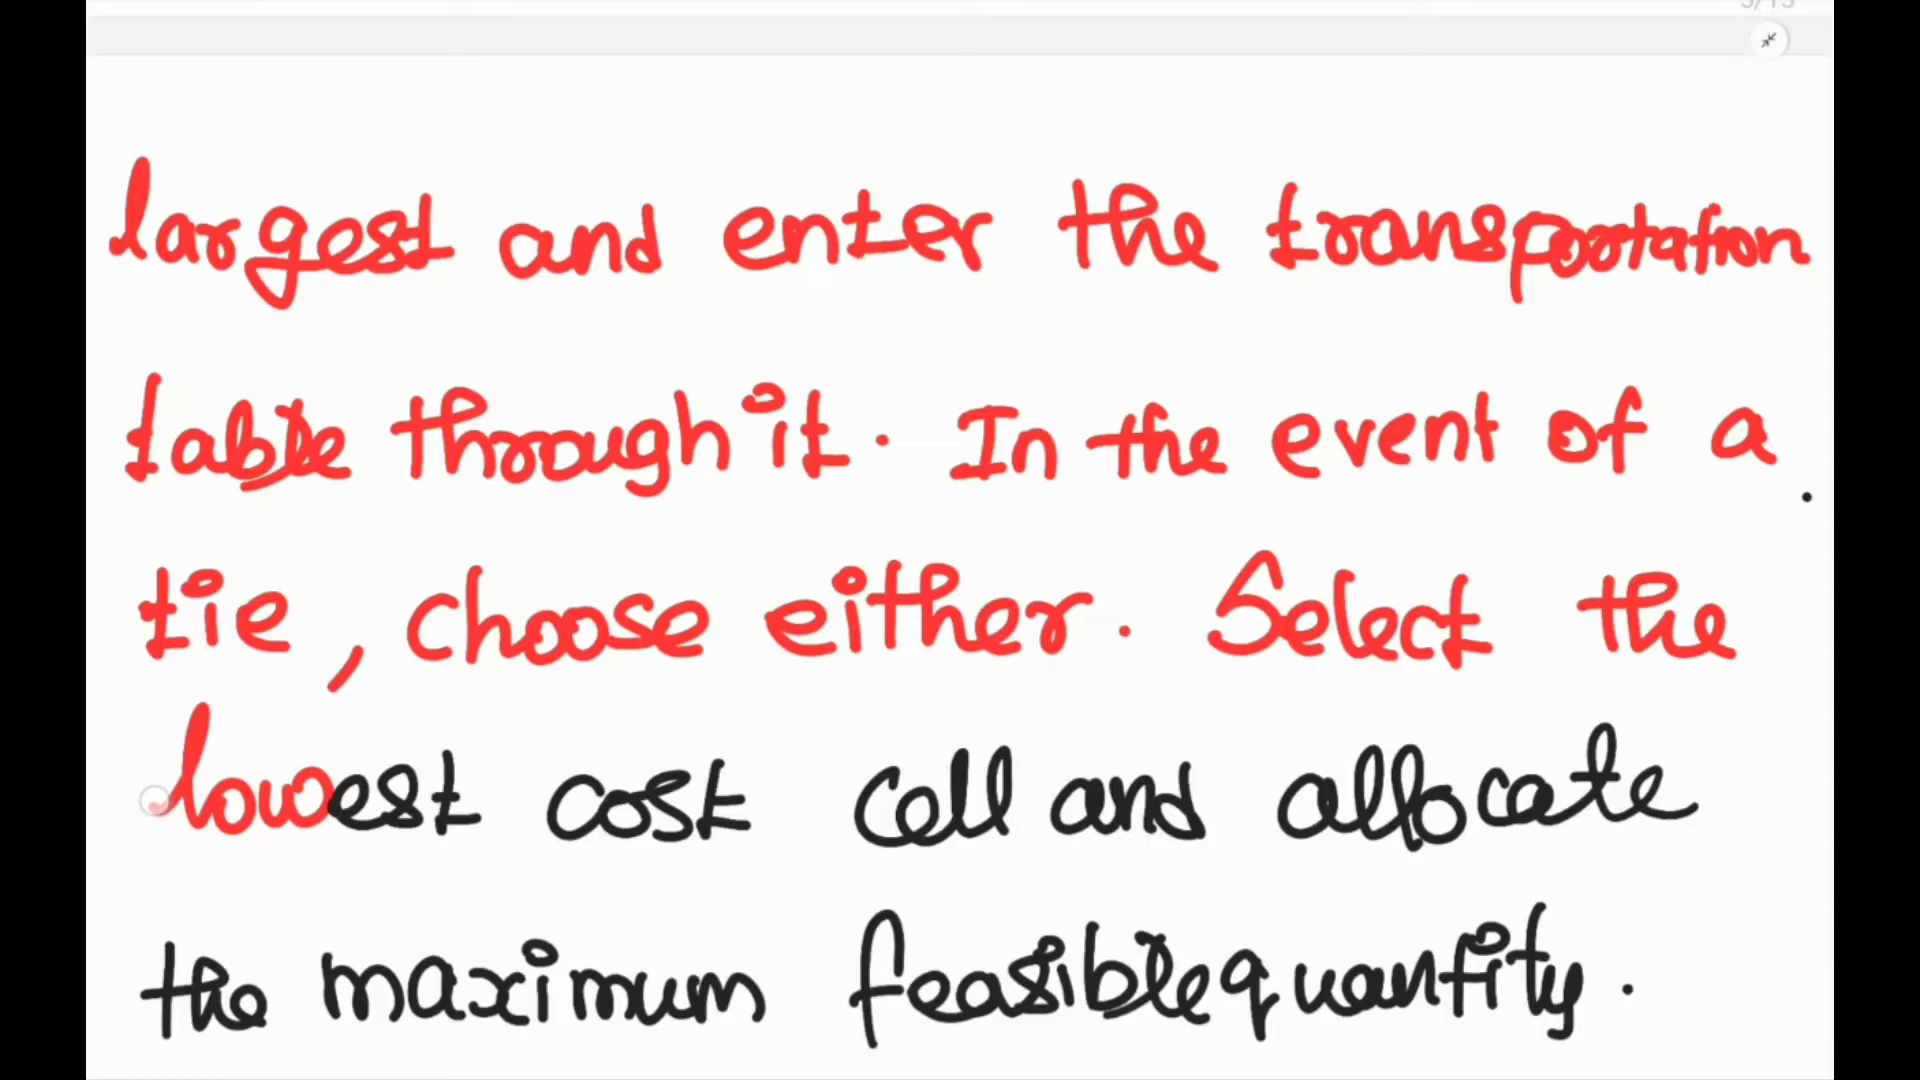 largest and enter the transportation
table through it. In the event of a
tie, choose either. Select the
lowest cost cell and allocate
the maximum feasible quantity.